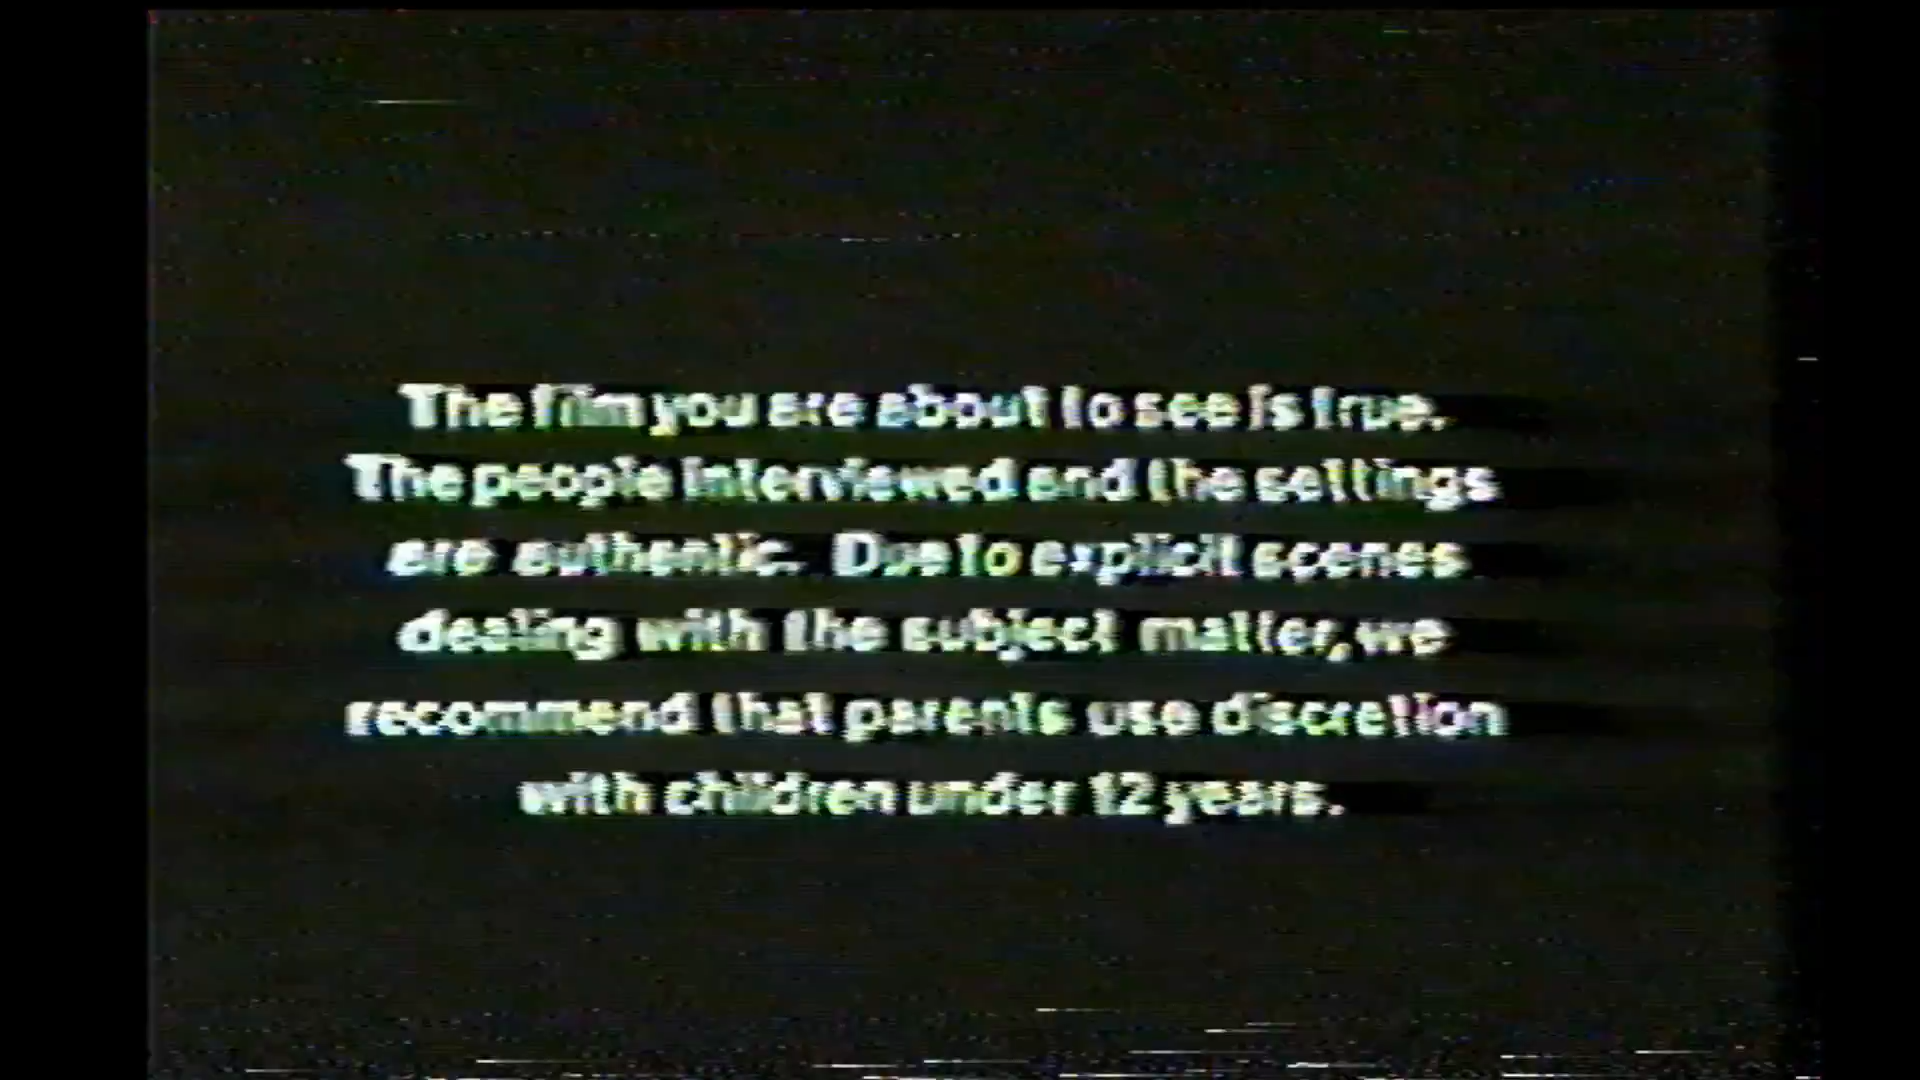 The film you are about to see is true.
The people interviewed and the settings
are authentic. Due to explicit scenes
dealing with the subject matter, we
recommend that parents use discretion
with children under 12 years.